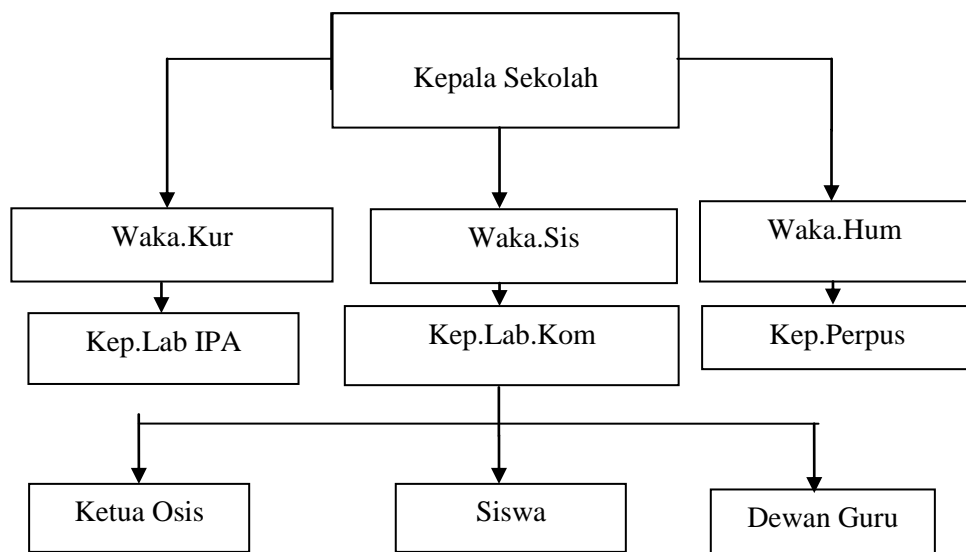 Kepala Sekolah
Waka.Kur
Waka.Sis
Waka.Hum
Kep.Lab IPA
Kep.Lab.Kom
Kep.Perpus
Ketua Osis
Siswa
Dewan Guru